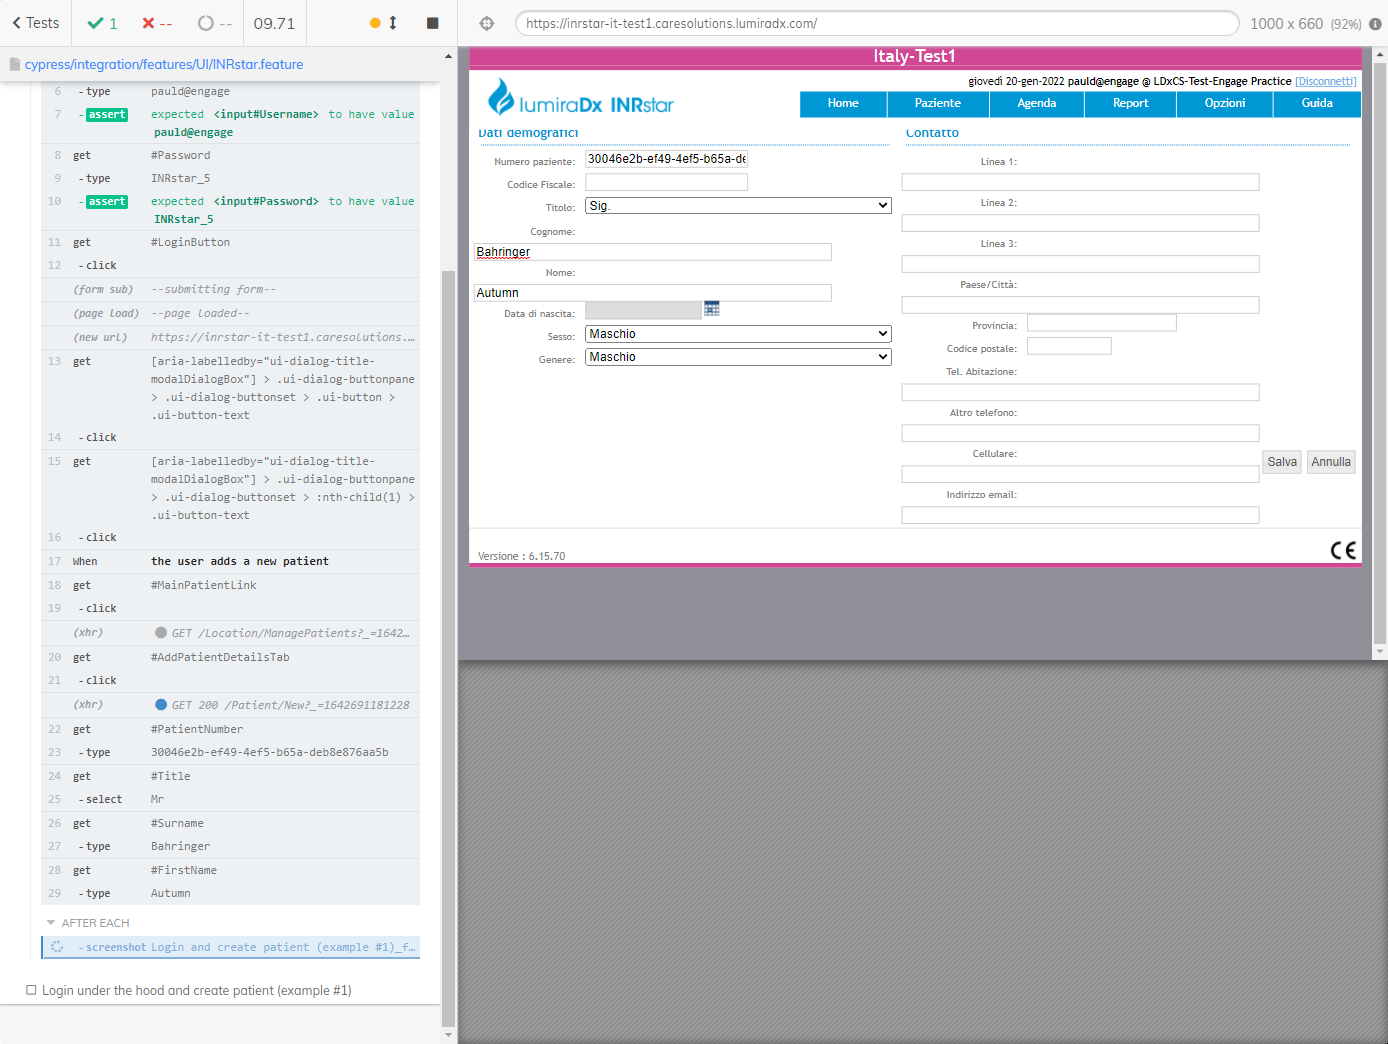 Tests
1
--
--
09.71
https://inrstar-it-test1.caresolutions.lumiradx.com/
1000 x 660 (92%)
cypress/integration/features/UI/INRstar.feature
6 -type pauld@engage
7 -assert expected <input#Username> to have value
pauld@engage
8 get #Password
9 -type INRstar_5
10 -assert expected <input#Password> to have value
INRstar_5
11 get #LoginButton
12 -click
(form sub) --submitting form--
(page load) --page loaded--
(new url) https://inrstar-it-test1.caresolutions....
13 get [aria-labelledby="ui-dialog-title-
modalDialogBox"] > .ui-dialog-buttonpane
> .ui-dialog-buttonset > .ui-button >
.ui-button-text
14 -click
15 get [aria-labelledby="ui-dialog-title-
modalDialogBox"] > .ui-dialog-buttonpane
> .ui-dialog-buttonset > :nth-child(1) >
.ui-button-text
16 -click
17 When the user adds a new patient
18 get #MainPatientLink
19 -click
(xhr) GET /Location/ManagePatients?_=1642...
20 get #AddPatientDetailsTab
21 -click
(xhr) GET 200 /Patient/New?_=1642691181228
22 get #PatientNumber
23 -type 30046e2b-ef49-4ef5-b65a-deb8e876aa5b
24 get #Title
25 -select Mr
26 get #Surname
27 -type Bahringer
28 get #FirstName
29 -type Autumn
AFTER EACH
-screenshot Login and create patient (example #1)_f...
Login under the hood and create patient (example #1)
Italy-Test1
giovedì 20-gen-2022 pauld@engage @ LDxCS-Test-Engage Practice [Disconnetti]
lumiraDx INRstar
Home Paziente Agenda Report Opzioni Guida
Dati demografici
Numero paziente: 30046e2b-ef49-4ef5-b65a-de
Codice Fiscale:
Titolo: Sig.
Cognome:
Bahringer
Nome:
Autumn
Data di nascita:
Sesso: Maschio
Genere: Maschio
Contatto
Linea 1:
Linea 2:
Linea 3:
Paese/Città:
Provincia:
Codice postale:
Tel. Abitazione:
Altro telefono:
Cellulare:
Indirizzo email:
Salva Annulla
Versione : 6.15.70
CE